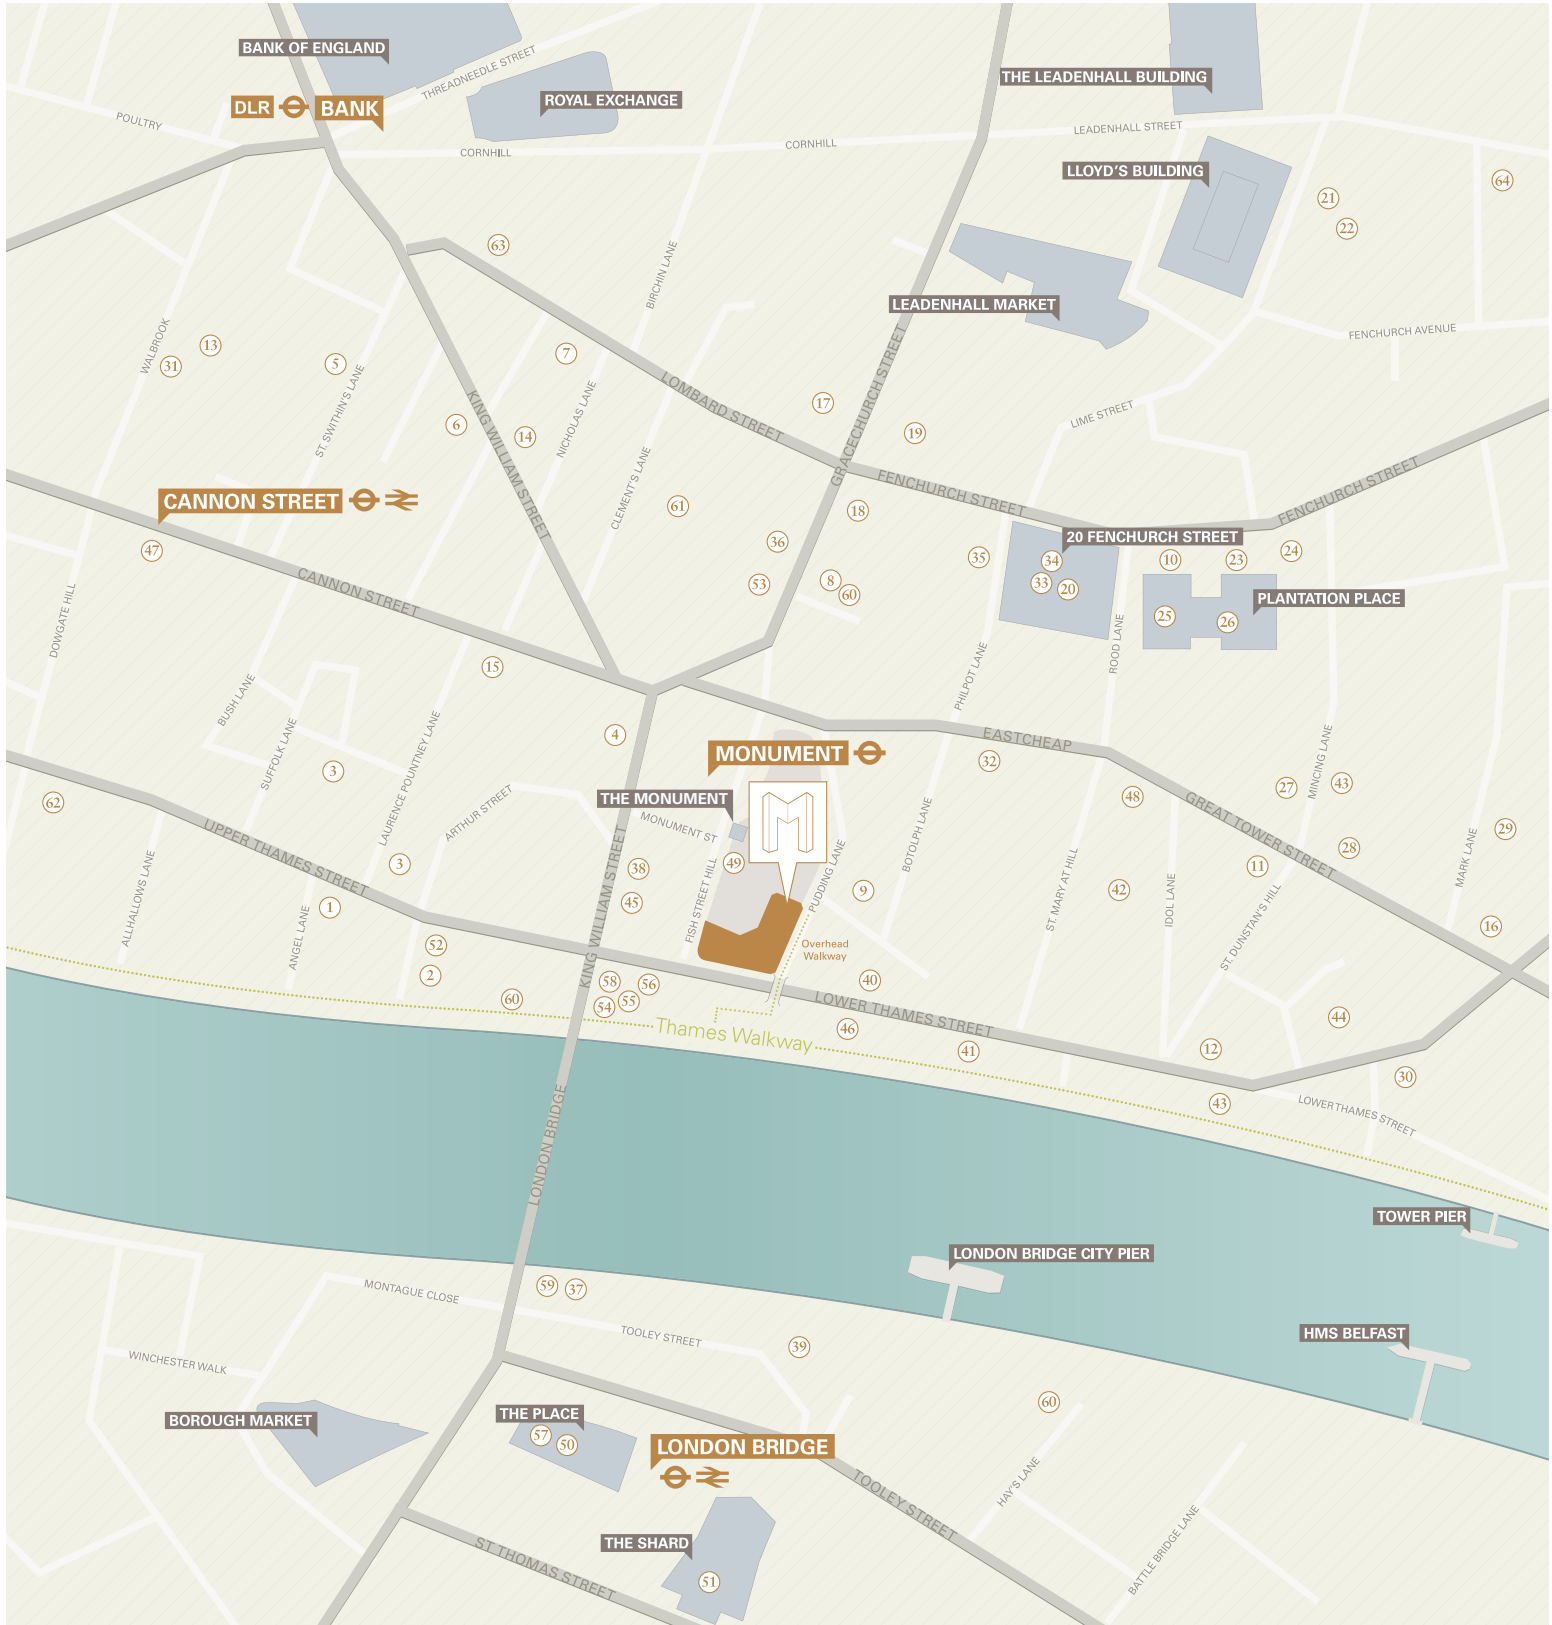 BANK OF ENGLAND
THREADNEEDLE STREET
THE LEADENHALL BUILDING
DLR BANK
ROYAL EXCHANGE
POULTRY
LEADENHALL STREET
CORNHILL
CORNHILL
LLOYD'S BUILDING
64
21
22
63
BIRCHIN LANE
LEADENHALL MARKET
FENCHURCH AVENUE
WALBROOK
13
31
5
7
GRACECHURCH STREET
LOMBARD STREET
17
LIME STREET
ST. SWITHIN'S LANE
6
KING WILLIAM STREET
14
NICHOLAS LANE
19
CLEMENT'S LANE
CANNON STREET
61
18
FENCHURCH STREET
FENCHURCH STREET
20 FENCHURCH STREET
47
36
35
34
10
23
24
53
8
60
33
20
CANNON STREET
PLANTATION PLACE
25
26
DOWGATE HILL
15
PHILPOT LANE
ROOD LANE
BUSH LANE
SUFFOLK LANE
LAURENCE POUNTNEY LANE
4
MONUMENT
EASTCHEAP
32
MINCING LANE
3
62
27
43
48
GREAT TOWER STREET
THE MONUMENT
ARTHUR STREET
MONUMENT ST
M
UPPER THAMES STREET
3
KING WILLIAM STREET
38
49
PUDDING LANE
BOTOLPH LANE
11
28
29
MARK LANE
1
45
FISH STREET HILL
9
ST. MARY AT HILL
42
IDOL LANE
ST. DUNSTAN'S HILL
16
ALLHALLOWS LANE
ANGEL LANE
52
2
Overhead
Walkway
60
58
56
54
55
40
LOWER THAMES STREET
Thames Walkway
46
41
12
44
30
43
LOWER THAMES STREET
LONDON BRIDGE
TOWER PIER
LONDON BRIDGE CITY PIER
MONTAGUE CLOSE
59
37
TOOLEY STREET
39
HMS BELFAST
WINCHESTER WALK
60
BOROUGH MARKET
THE PLACE
57
50
LONDON BRIDGE
TOOLEY STREET
HAY'S LANE
BATTLE BRIDGE LANE
THE SHARD
ST THOMAS STREET
51